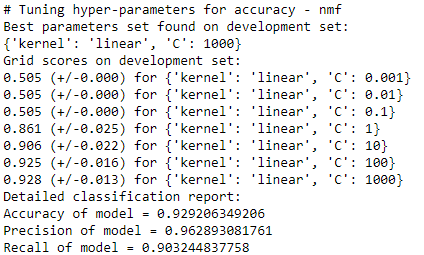 # Tuning hyper-parameters for accuracy - nmf
Best parameters set found on development set:
{'kernel': 'linear', 'C': 1000}
Grid scores on development set:
0.505 (+/-0.000) for {'kernel': 'linear', 'C': 0.001}
0.505 (+/-0.000) for {'kernel': 'linear', 'C': 0.01}
0.505 (+/-0.000) for {'kernel': 'linear', 'C': 0.1}
0.861 (+/-0.025) for {'kernel': 'linear', 'C': 1}
0.906 (+/-0.022) for {'kernel': 'linear', 'C': 10}
0.925 (+/-0.016) for {'kernel': 'linear', 'C': 100}
0.928 (+/-0.013) for {'kernel': 'linear', 'C': 1000}
Detailed classification report:
Accuracy of model = 0.929206349206
Precision of model = 0.962893081761
Recall of model = 0.903244837758